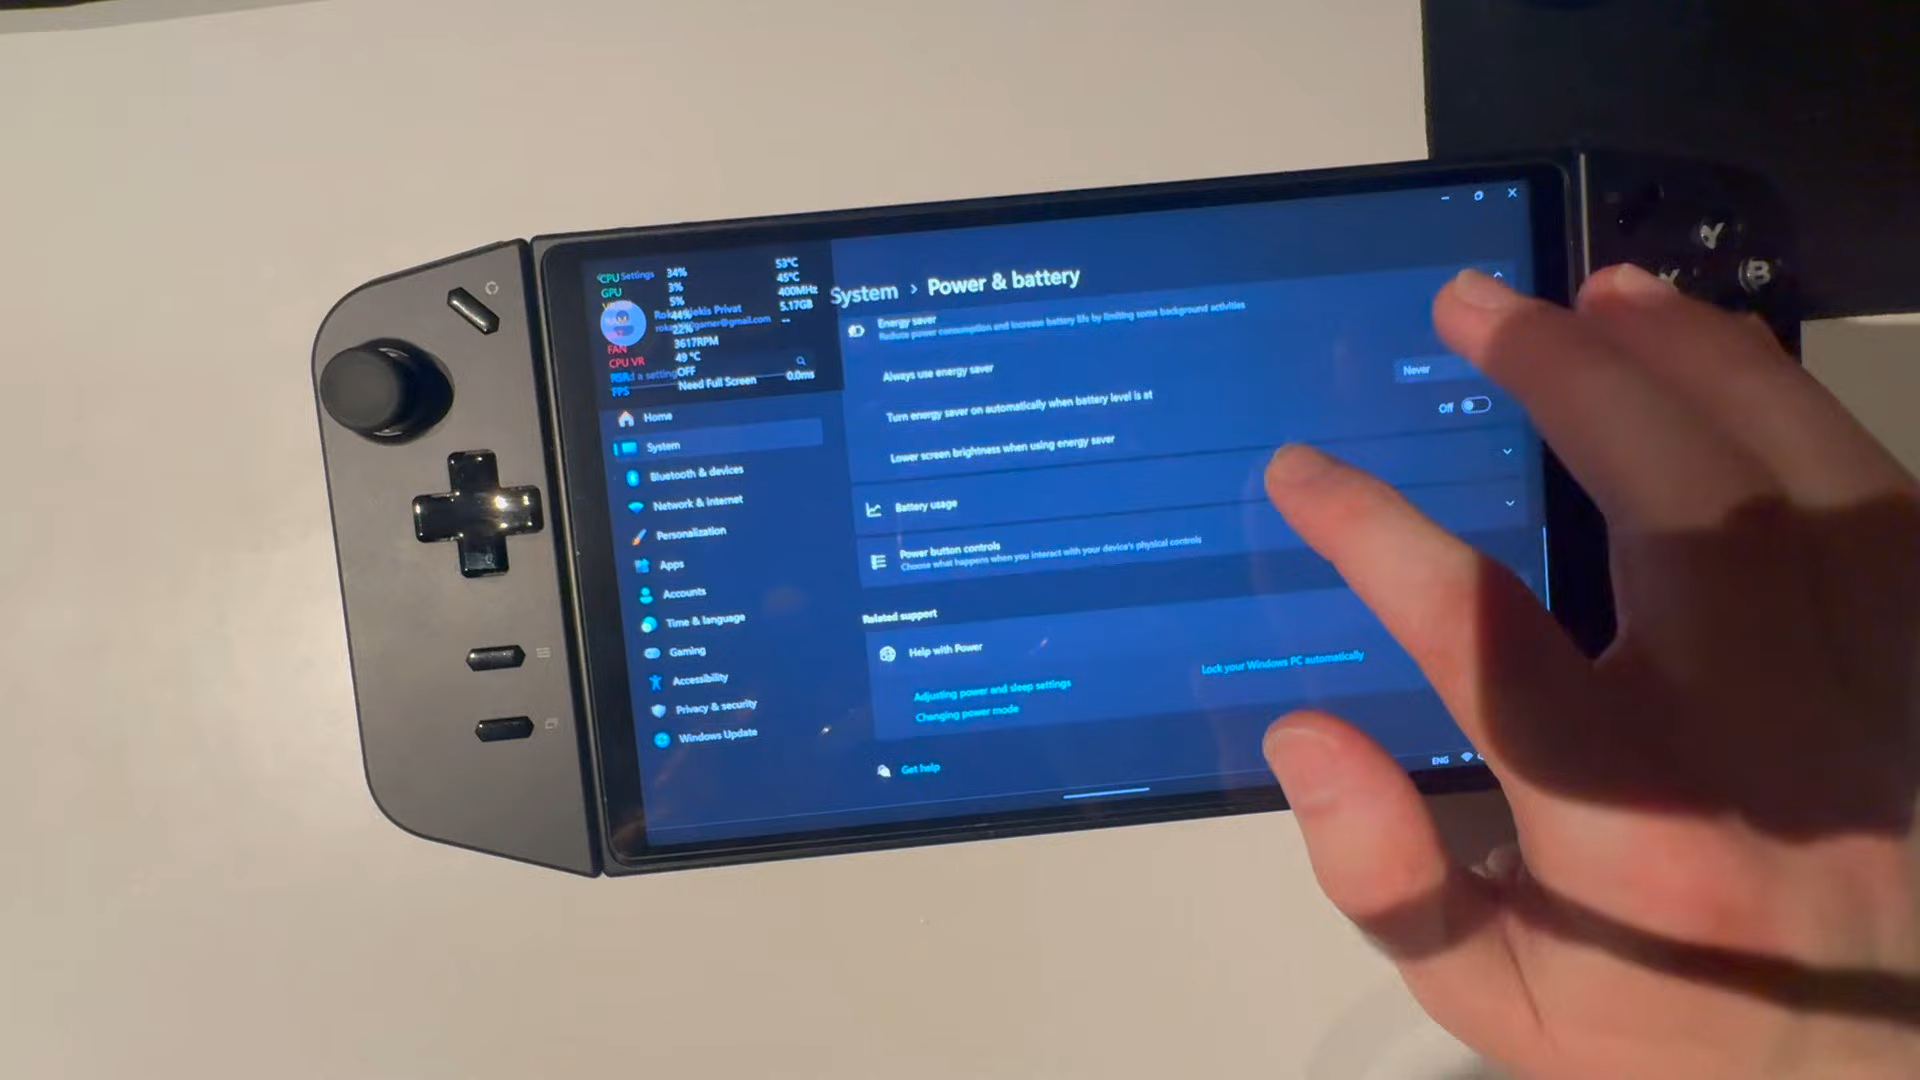 CPU Settings 34% 53°C
GPU 3% 45°C
5% 400MHz
44% 5.17GB
Privat
22% --
gamer@gmail.com
FAN 3617RPM
CPU VR 49 °C
OFF
a setting
FPS Need Full Screen 0.0ms
Home
System
Bluetooth & devices
Network & internet
Personalization
Apps
Accounts
Time & language
Gaming
Accessibility
Privacy & security
Windows Update
System > Power & battery
Energy saver
Reduce power consumption and increase battery life by limiting some background activities
Always use energy saver
Turn energy saver on automatically when battery level is at
Never
Lower screen brightness when using energy saver
Off
Battery usage
Power button controls
Choose what happens when you interact with your device's physical controls
Related support
Help with Power
Adjusting power and sleep settings
Lock your Windows PC automatically
Changing power mode
Get help
ENG
Y
B